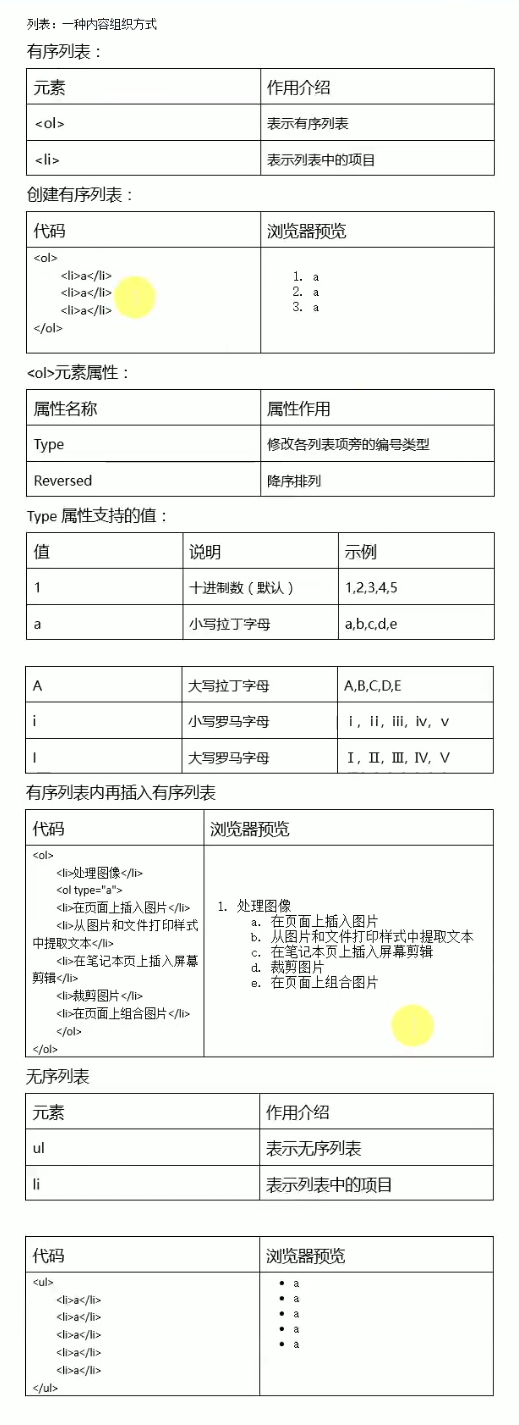 列表：一种内容组织方式
有序列表：
元素 作用介绍
<ol> 表示有序列表
<li> 表示列表中的项目
创建有序列表：
代码 浏览器预览
<ol>
<li>a</li>
<li>a</li>
<li>a</li>
</ol>
1. a
2. a
3. a
<ol>元素属性：
属性名称 属性作用
Type 修改各列表项旁的编号类型
Reversed 降序排列
Type 属性支持的值：
值 说明 示例
1 十进制数（默认） 1,2,3,4,5
a 小写拉丁字母 a,b,c,d,e
A 大写拉丁字母 A,B,C,D,E
i 小写罗马字母 ⅰ, ⅱ, ⅲ, ⅳ, ⅴ
I 大写罗马字母 Ⅰ, Ⅱ, Ⅲ, Ⅳ, Ⅴ
有序列表内再插入有序列表
代码 浏览器预览
<ol>
<li>处理图像</li>
<ol type="a">
<li>在页面上插入图片</li>
<li>从图片和文件打印样式
中提取文本</li>
<li>在笔记本页上插入屏幕
剪辑</li>
<li>裁剪图片</li>
<li>在页面上组合图片</li>
</ol>
</ol>
1. 处理图像
a. 在页面上插入图片
b. 从图片和文件打印样式中提取文本
c. 在笔记本页上插入屏幕剪辑
d. 裁剪图片
e. 在页面上组合图片
无序列表
元素 作用介绍
ul 表示无序列表
li 表示列表中的项目
代码 浏览器预览
<ul>
<li>a</li>
<li>a</li>
<li>a</li>
<li>a</li>
<li>a</li>
</ul>
• a
• a
• a
• a
• a